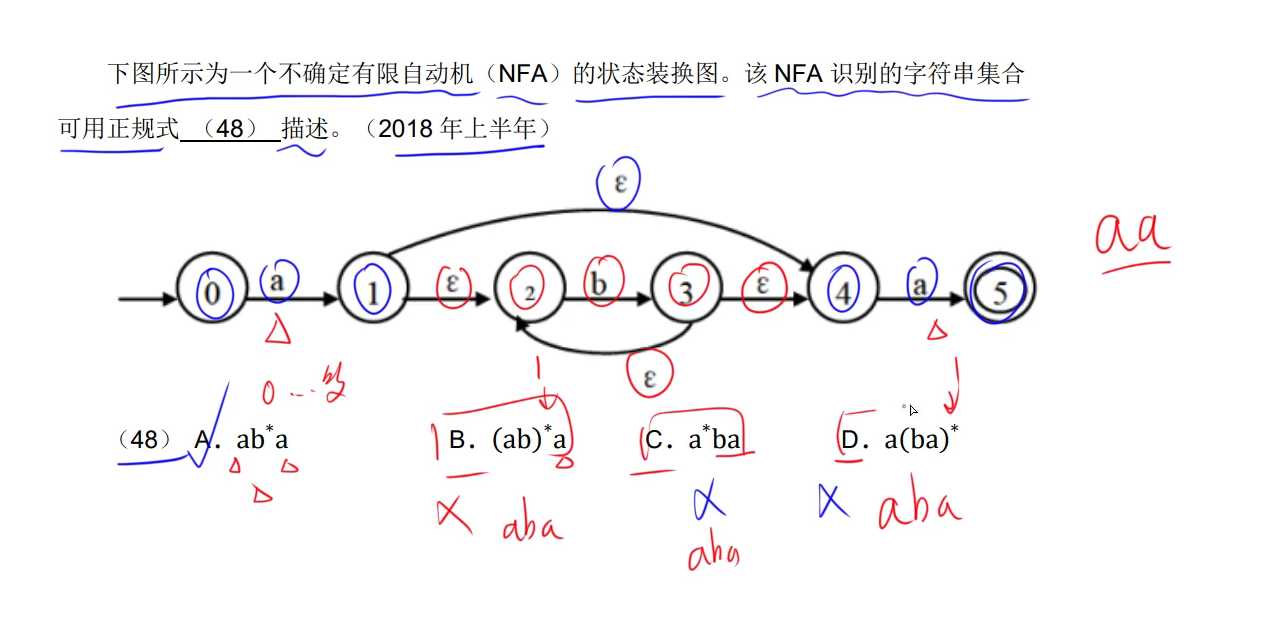 下图所示为一个不确定有限自动机（NFA）的状态装换图。该 NFA 识别的字符串集合
可用正规式（48）描述。（2018 年上半年）
ε
aa
0 a 1 ε 2 b 3 ε 4 a 5
ε
0 ...
（48） A. ab*a B. (ab)*a C. a*ba D. a(ba)*
aba aba
aba